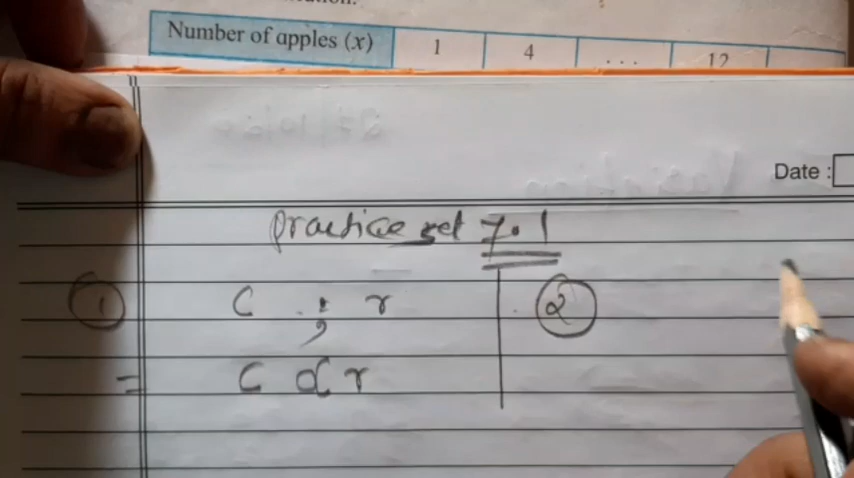 Number of apples (x) 1 4 ... 12
Date :
practice set 7.1
1 C ; r 2
= C ∝ r